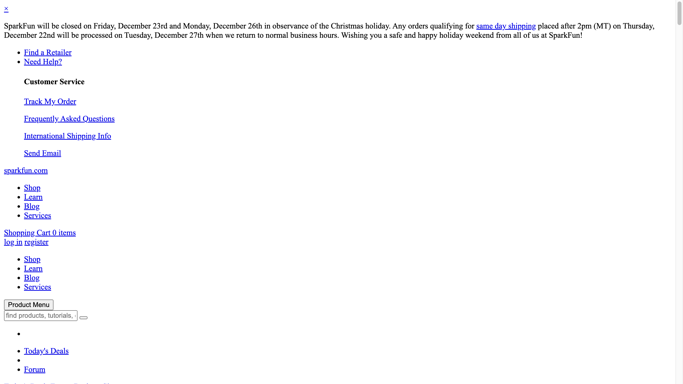 ×
SparkFun will be closed on Friday, December 23rd and Monday, December 26th in observance of the Christmas holiday. Any orders qualifying for same day shipping placed after 2pm (MT) on Thursday,
December 22nd will be processed on Tuesday, December 27th when we return to normal business hours. Wishing you a safe and happy holiday weekend from all of us at SparkFun!
Find a Retailer
Need Help?
Customer Service
Track My Order
Frequently Asked Questions
International Shipping Info
Send Email
sparkfun.com
Shop
Learn
Blog
Services
Shopping Cart 0 items
log in register
Shop
Learn
Blog
Services
Product Menu
find products, tutorials,
Today's Deals
Forum